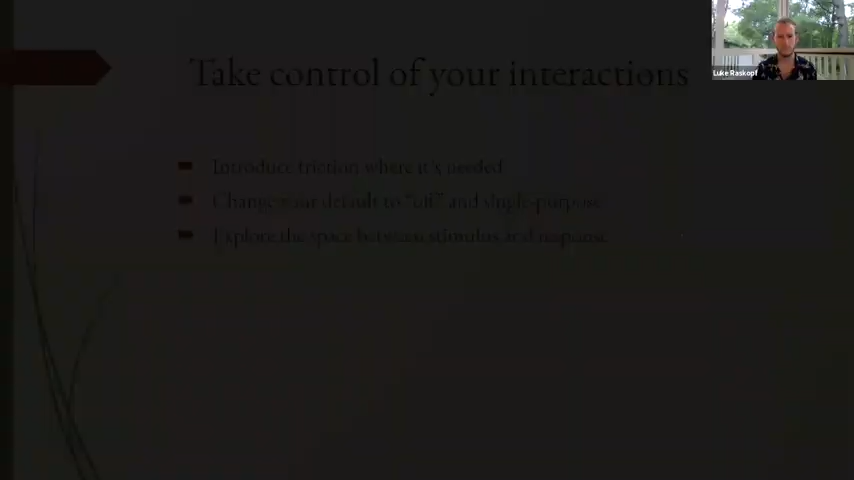 Take control of your interactions
Introduce friction where it's needed
Change your default to "off" and single-purpose
Explore the space between stimulus and response
Luke Raskopf